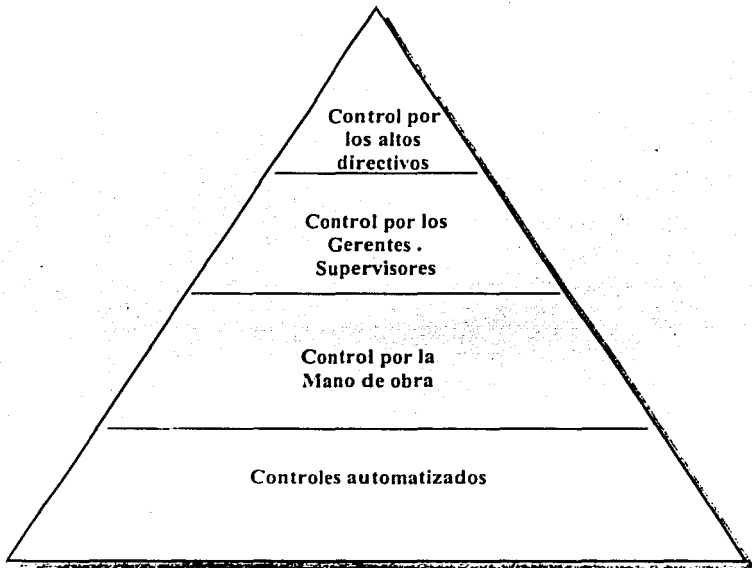 Control por
los altos
directivos
Control por los
Gerentes .
Supervisores
Control por la
Mano de obra
Controles automatizados